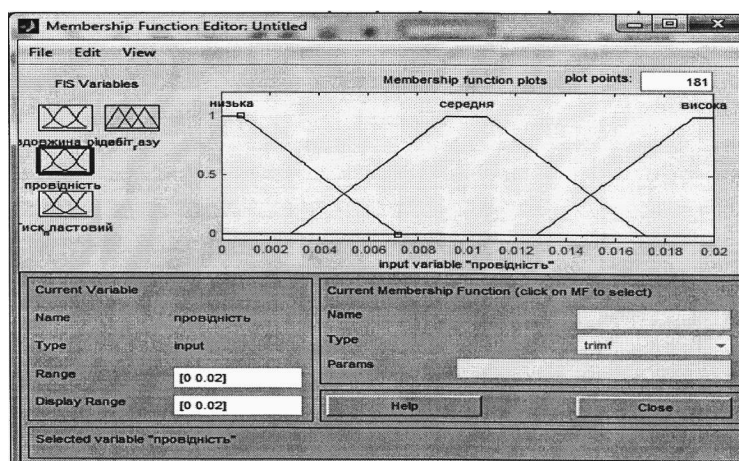 Membership Function Editor: Untitled
File Edit View
FIS Variables
Membership function plots plot points: 181
низька середня висока
1
0.5
0
провідність
0 0.002 0.004 0.006 0.008 0.01 0.012 0.014 0.016 0.018 0.02
input variable "провідність"
Current Variable
Name провідність
Type input
Range [0 0.02]
Display Range [0 0.02]
Current Membership Function (click on MF to select)
Name
Type trimf
Params
Help Close
Selected variable "провідність"